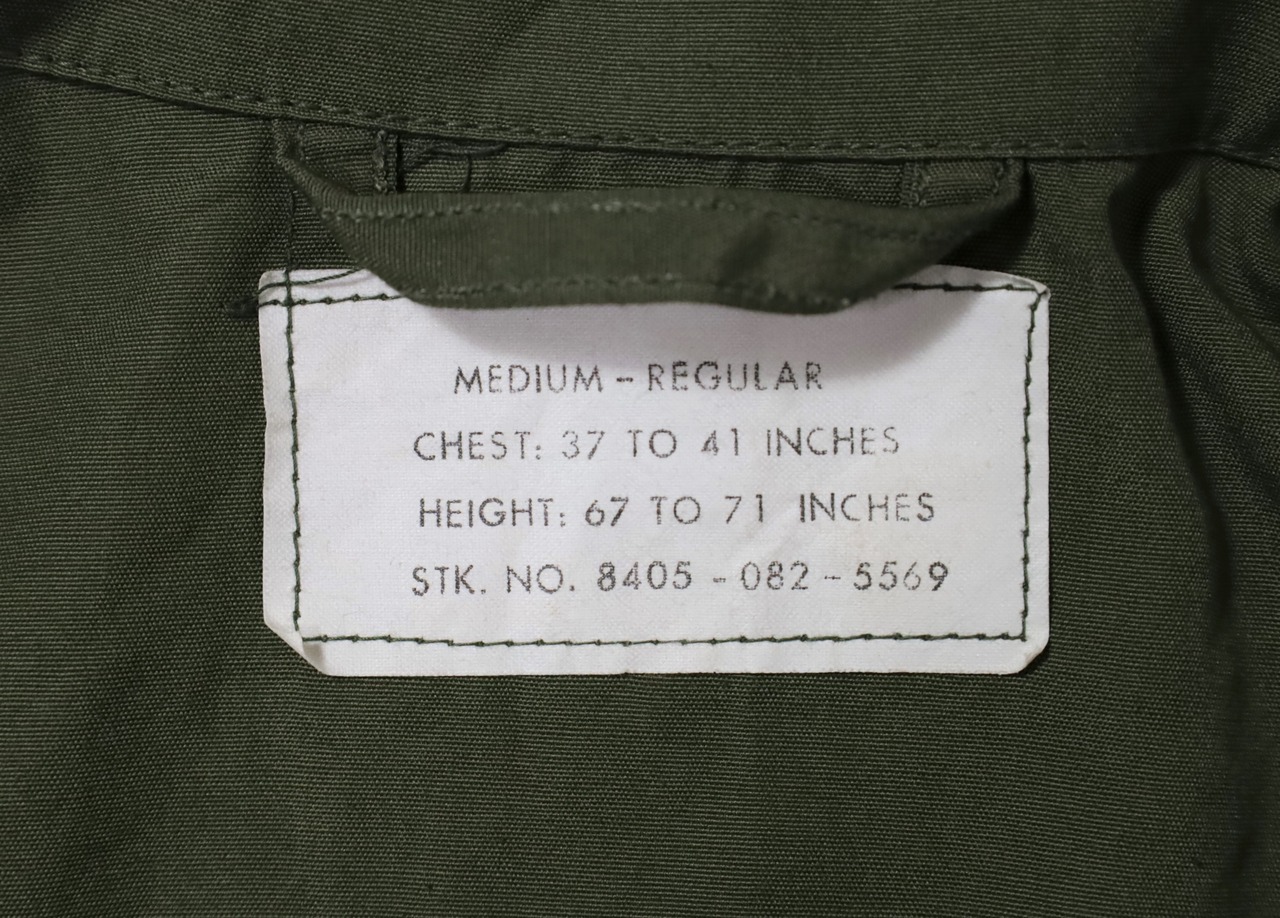 MEDIUM - REGULAR
CHEST: 37 TO 41 INCHES
HEIGHT: 67 TO 71 INCHES
STK. NO. 8405 - 082 - 5569